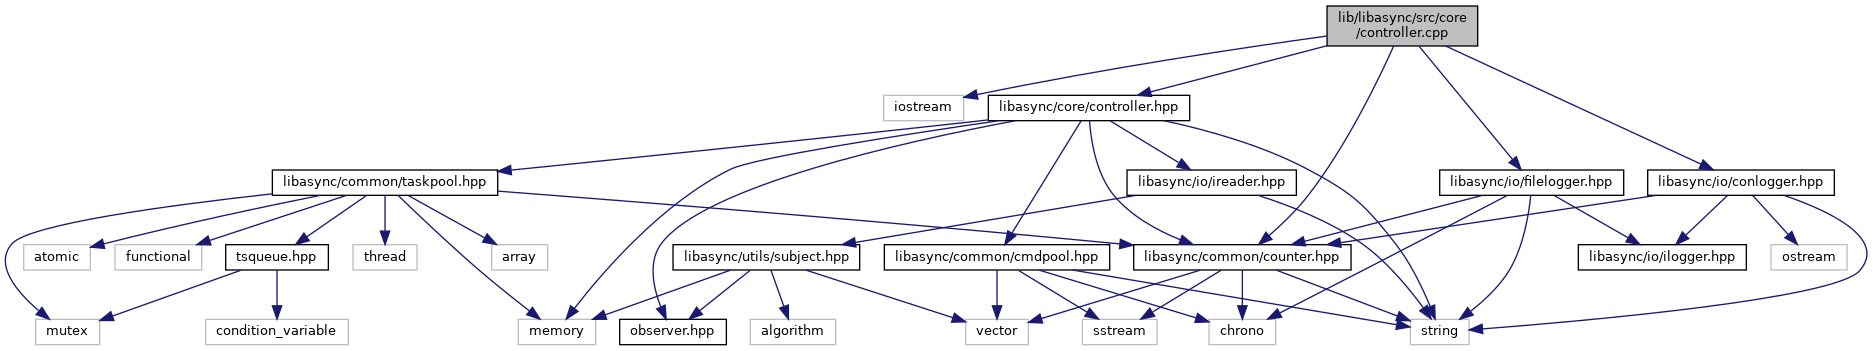 lib/libasync/src/core
/controller.cpp
iostream
libasync/core/controller.hpp
libasync/common/taskpool.hpp
libasync/io/ireader.hpp
libasync/io/filelogger.hpp
libasync/io/conlogger.hpp
atomic
functional
tsqueue.hpp
thread
array
libasync/utils/subject.hpp
libasync/common/cmdpool.hpp
libasync/common/counter.hpp
libasync/io/ilogger.hpp
ostream
mutex
condition_variable
memory
observer.hpp
algorithm
vector
sstream
chrono
string